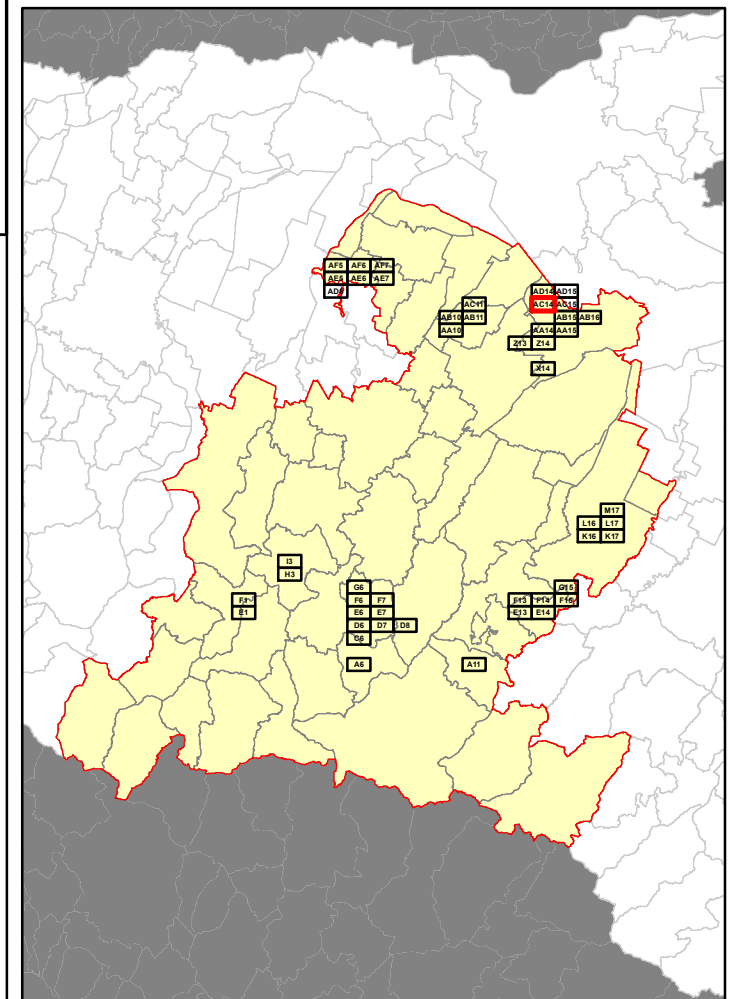 AF5 AF6 AF7
AE5 AE6 AE7
AD14 AD15
AC11 AC14 AC15
AB10 AB11 AB15 AB16
AA10 AA14 AA15
Z13 Z14
X14
M17
L16 L17
K16 K17
I3
H3
G6 G15
F1 F6 F7 F13 F14 F15
E1 E6 E7 E13 E14
D6 D7 D8
C6
A6 A11